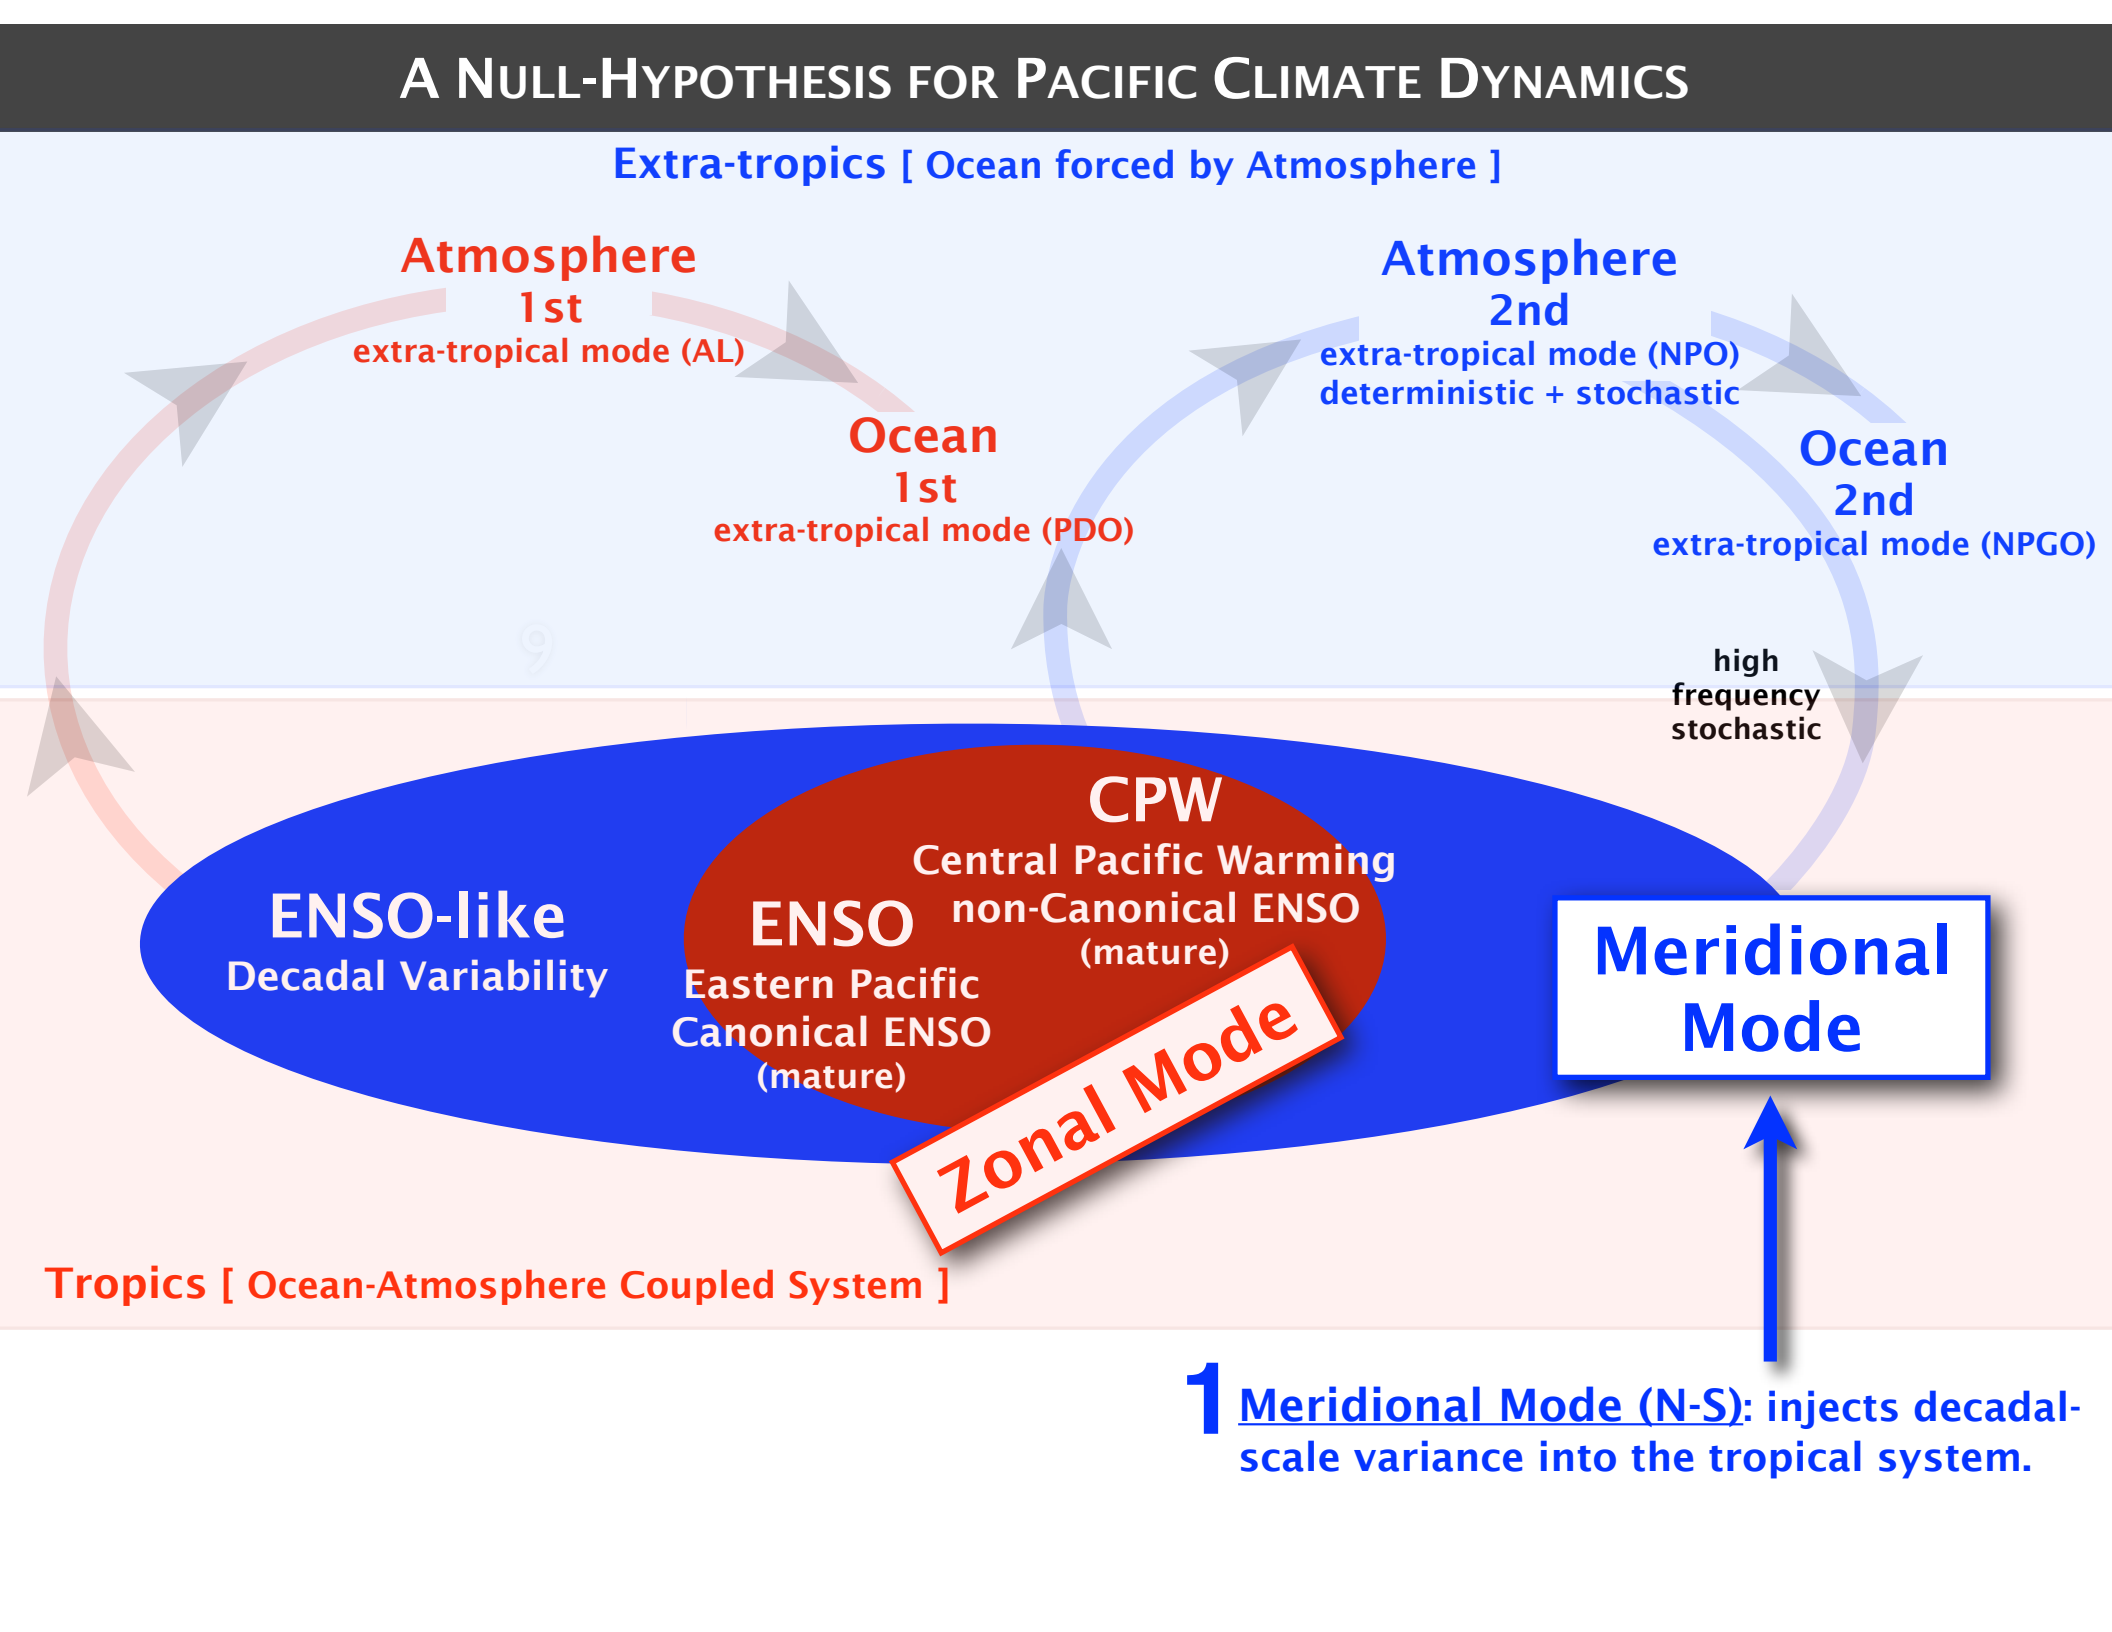 A Null-Hypothesis for Pacific Climate Dynamics
Extra-tropics [ Ocean forced by Atmosphere ]
Atmosphere
1st
extra-tropical mode (AL)
Ocean
1st
extra-tropical mode (PDO)
Atmosphere
2nd
extra-tropical mode (NPO)
deterministic + stochastic
Ocean
2nd
extra-tropical mode (NPGO)
9
high
frequency
stochastic
ENSO-like
Decadal Variability
ENSO
Eastern Pacific
Canonical ENSO
(mature)
CPW
Central Pacific Warming
non-Canonical ENSO
(mature)
Zonal Mode
Meridional
Mode
Tropics [ Ocean-Atmosphere Coupled System ]
1 Meridional Mode (N-S): injects decadal-
scale variance into the tropical system.